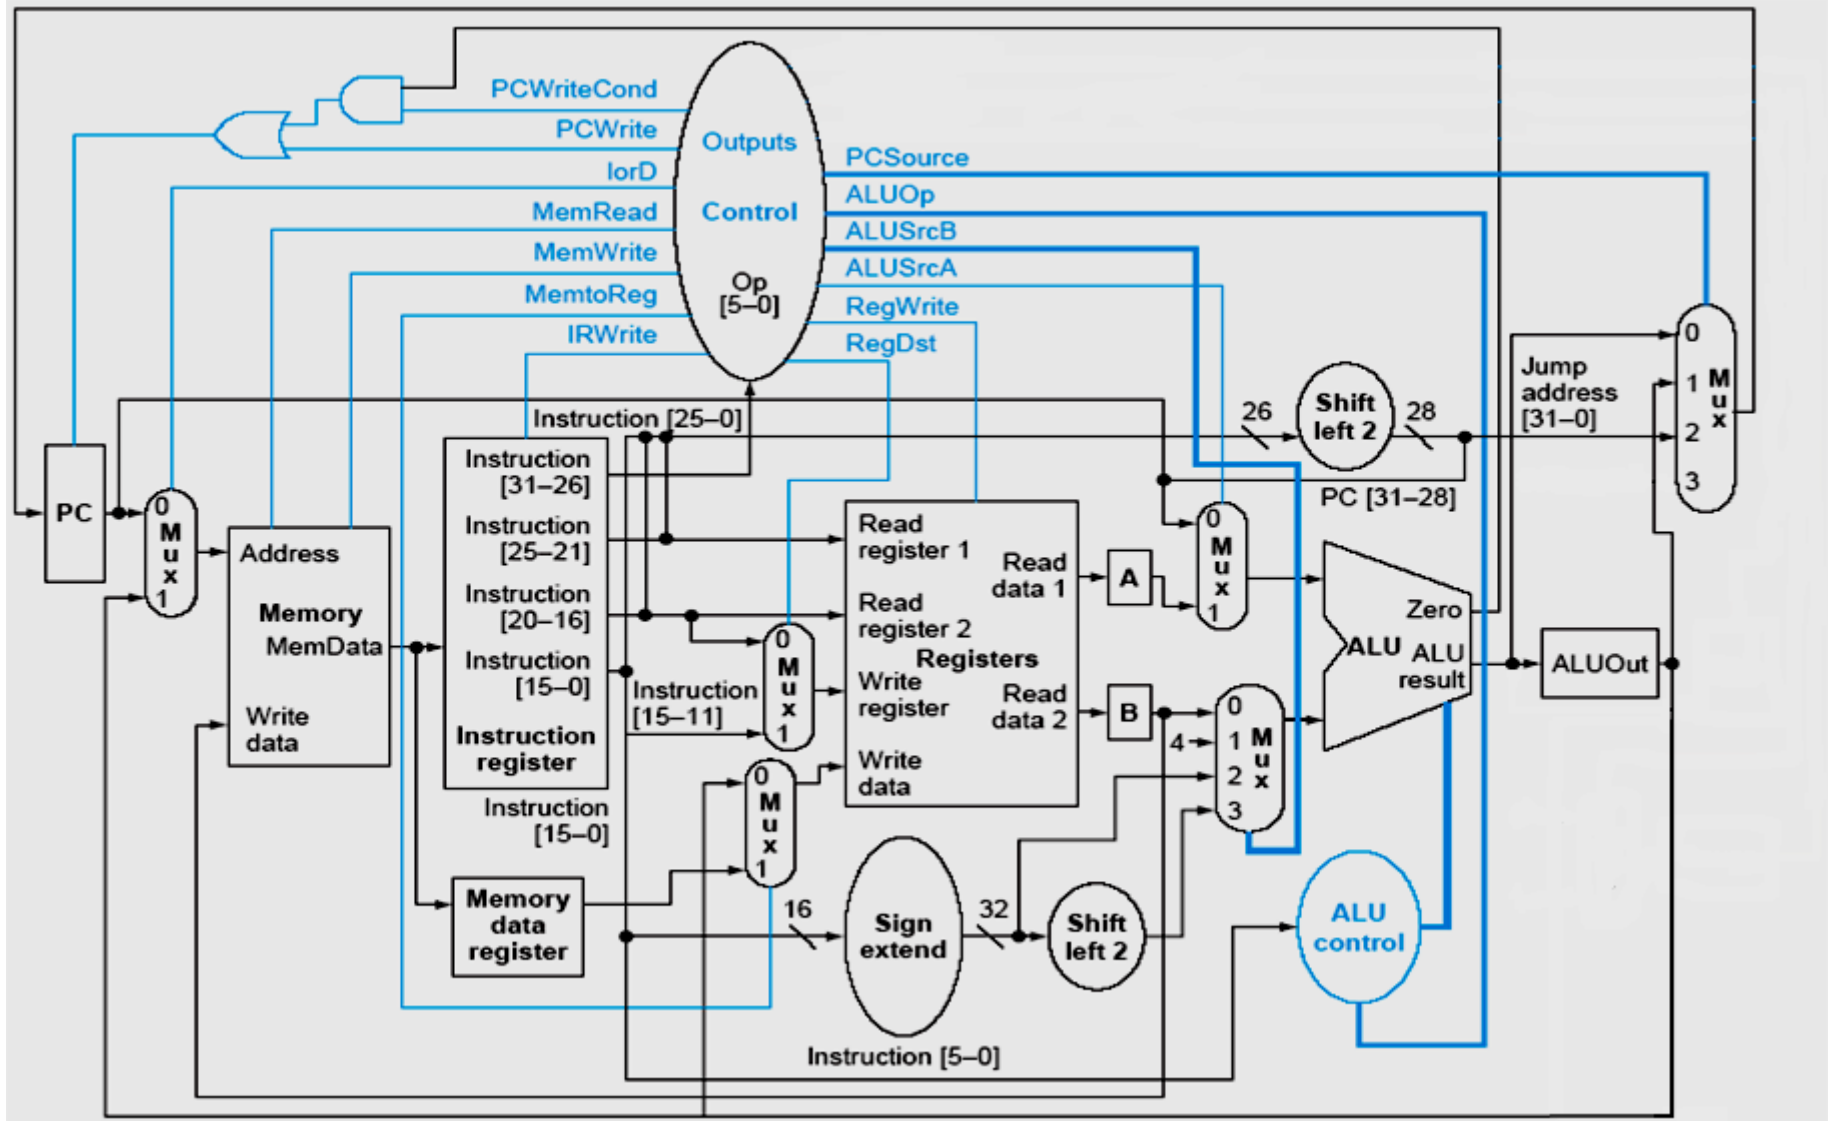 PCWriteCond
PCWrite
IorD
MemRead
MemWrite
MemtoReg
IRWrite
Outputs
Control
Op
[5–0]
PCSource
ALUOp
ALUSrcB
ALUSrcA
RegWrite
RegDst
PC
0
M
u
x
1
Address
Memory
MemData
Write
data
Instruction [25–0]
Instruction
[31–26]
Instruction
[25–21]
Instruction
[20–16]
Instruction
[15–0]
Instruction
register
Instruction
[15–0]
Memory
data
register
Instruction
[15–11]
0
M
u
x
1
0
M
u
x
1
Read
register 1
Read
register 2
Registers
Write
register
Write
data
Read
data 1
Read
data 2
A
B
16
Sign
extend
32
Shift
left 2
Instruction [5–0]
26
Shift
left 2
28
Jump
address
[31–0]
PC [31–28]
0
M
u
x
1
4
0
1
2
3
M
u
x
Zero
ALU
ALU
result
ALUOut
ALU
control
0
1
2
3
M
u
x